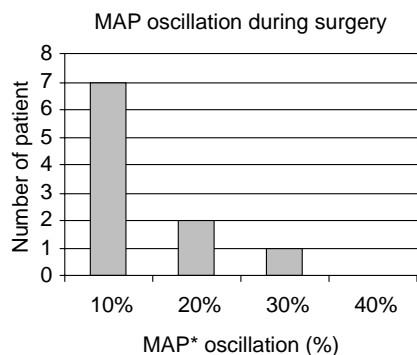 MAP oscillation during surgery
Number of patient
8
7
6
5
4
3
2
1
0
10% 20% 30% 40%
MAP* oscillation (%)